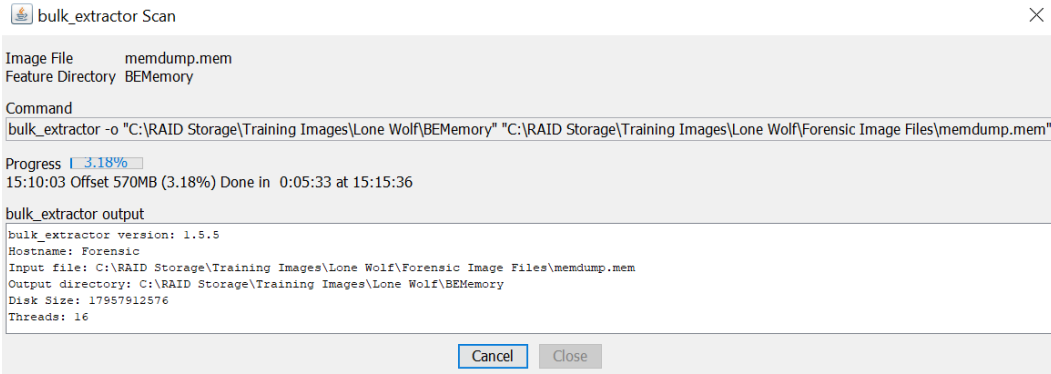 bulk_extractor Scan
Image File memdump.mem
Feature Directory BEMemory
Command
bulk_extractor -o "C:\RAID Storage\Training Images\Lone Wolf\BEMemory" "C:\RAID Storage\Training Images\Lone Wolf\Forensic Image Files\memdump.mem"
Progress 3.18%
15:10:03 Offset 570MB (3.18%) Done in 0:05:33 at 15:15:36
bulk_extractor output
bulk_extractor version: 1.5.5
Hostname: Forensic
Input file: C:\RAID Storage\Training Images\Lone Wolf\Forensic Image Files\memdump.mem
Output directory: C:\RAID Storage\Training Images\Lone Wolf\BEMemory
Disk Size: 17957912576
Threads: 16
Cancel Close